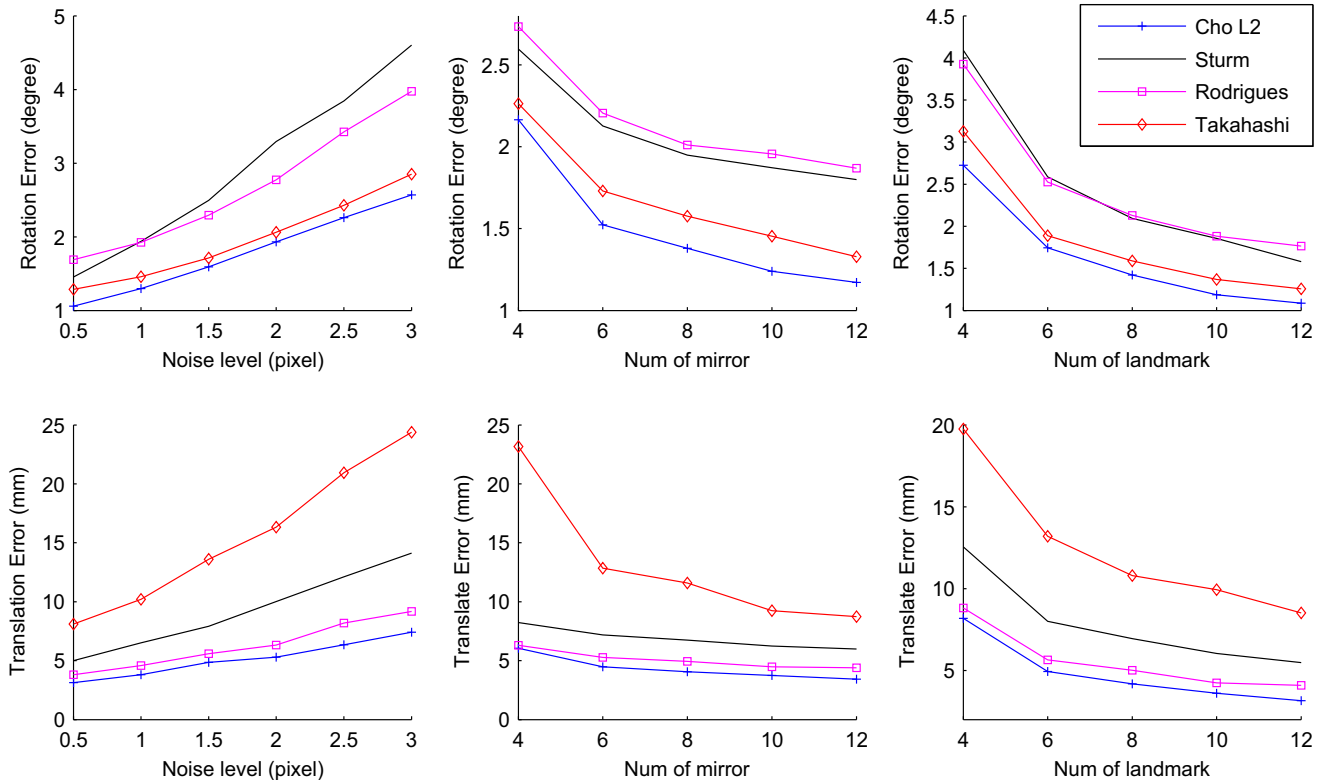 5
4
3
2
1
0.5 1 1.5 2 2.5 3
Rotation Error (degree)
Noise level (pixel)
2.5
2
1.5
1
4 6 8 10 12
Rotation Error (degree)
Num of mirror
4.5
4
3.5
3
2.5
2
1.5
1
4 6 8 10 12
Rotation Error (degree)
Num of landmark
Cho L2
Sturm
Rodrigues
Takahashi
25
20
15
10
5
0
0.5 1 1.5 2 2.5 3
Translation Error (mm)
Noise level (pixel)
25
20
15
10
5
0
4 6 8 10 12
Translate Error (mm)
Num of mirror
20
15
10
5
4 6 8 10 12
Translate Error (mm)
Num of landmark